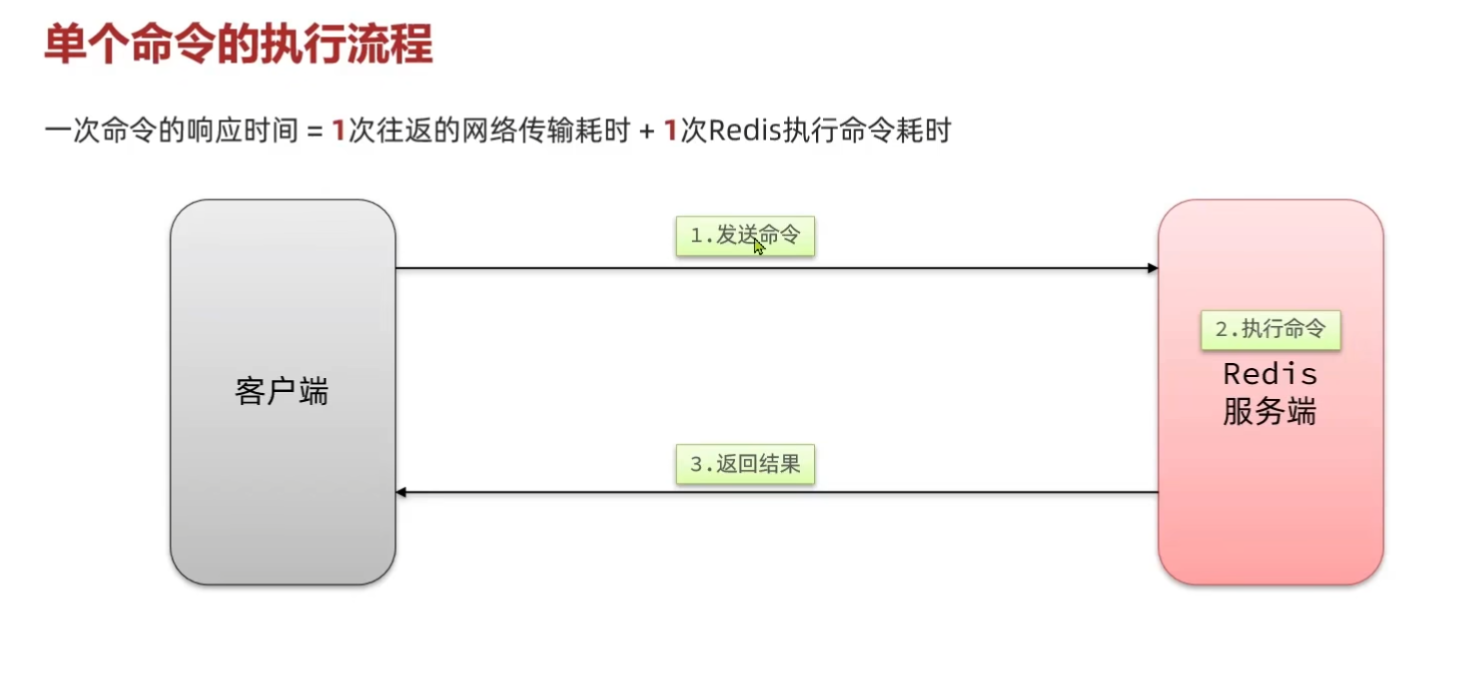 单个命令的执行流程
一次命令的响应时间 = 1次往返的网络传输耗时 + 1次Redis执行命令耗时
1.发送命令
2.执行命令
客户端
Redis
服务端
3.返回结果